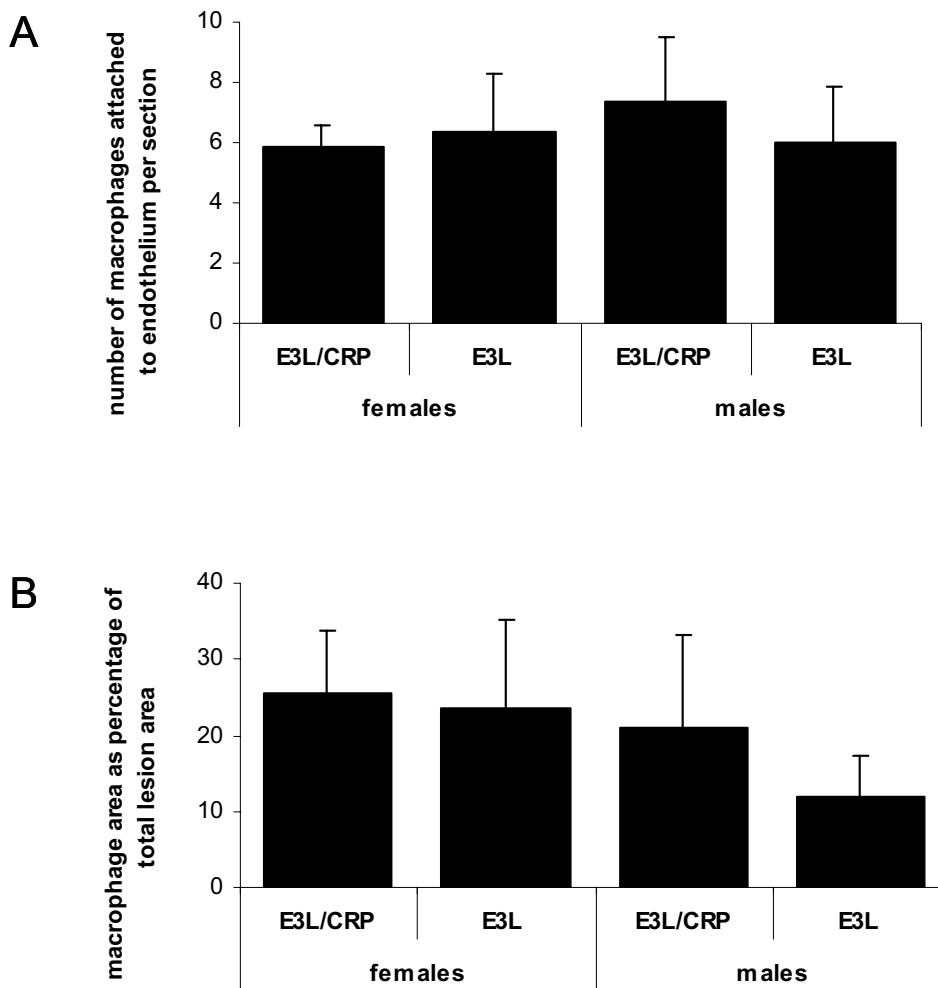 A
number of macrophages attached
to endothelium per section
10
8
6
4
2
0
E3L/CRP E3L E3L/CRP E3L
females males
B
macrophage area as percentage of
total lesion area
40
30
20
10
0
E3L/CRP E3L E3L/CRP E3L
females males